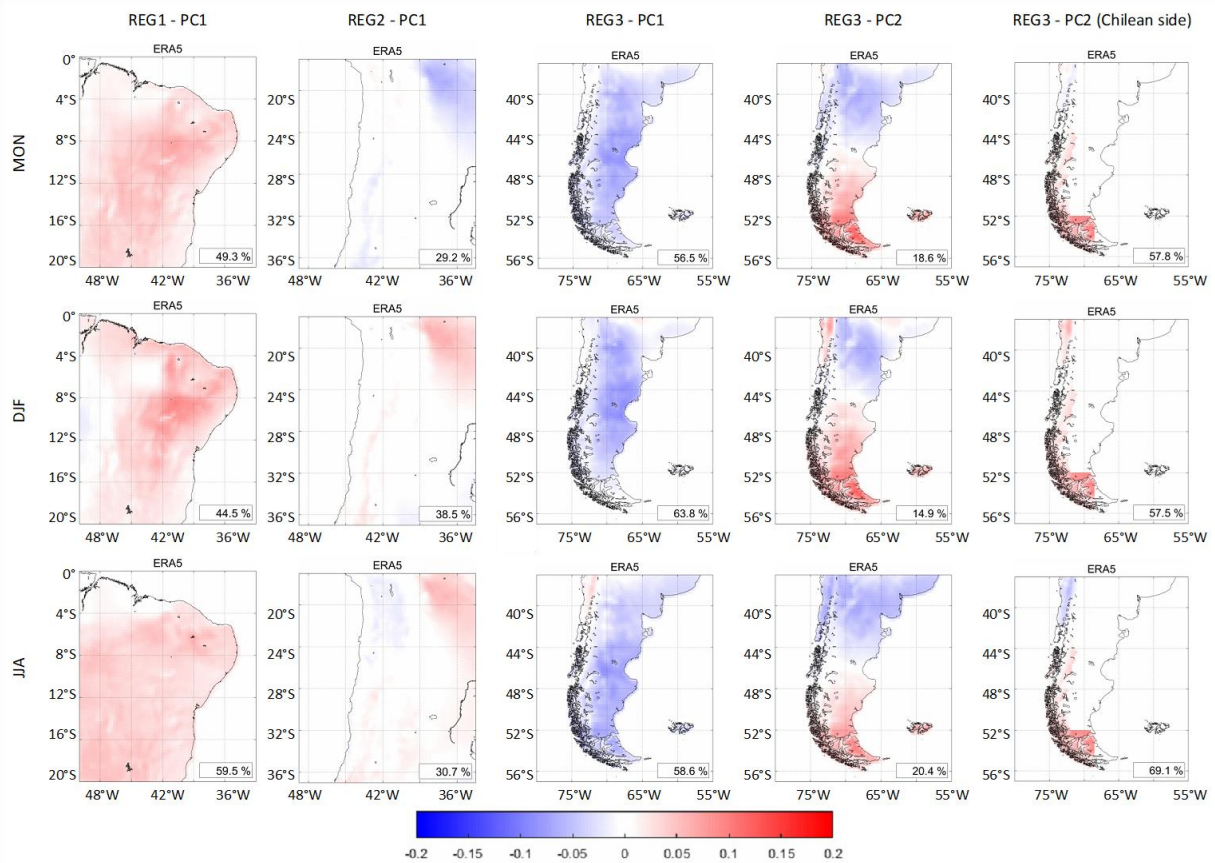 REG1 - PC1 REG2 - PC1 REG3 - PC1 REG3 - PC2 REG3 - PC2 (Chilean side)
MON
ERA5 ERA5 ERA5 ERA5 ERA5
0°
4°S
8°S
12°S
16°S
20°S
49.3 %
48°W 42°W 36°W
20°S
24°S
28°S
32°S
36°S
29.2 %
48°W 42°W 36°W
40°S
44°S
48°S
52°S
56°S
56.5 %
75°W 65°W 55°W
40°S
44°S
48°S
52°S
56°S
18.6 %
75°W 65°W 55°W
40°S
44°S
48°S
52°S
56°S
57.8 %
75°W 65°W 55°W
DJF
ERA5 ERA5 ERA5 ERA5 ERA5
0°
4°S
8°S
12°S
16°S
20°S
44.5 %
48°W 42°W 36°W
20°S
24°S
28°S
32°S
36°S
38.5 %
48°W 42°W 36°W
40°S
44°S
48°S
52°S
56°S
63.8 %
75°W 65°W 55°W
40°S
44°S
48°S
52°S
56°S
14.9 %
75°W 65°W 55°W
40°S
44°S
48°S
52°S
56°S
57.5 %
75°W 65°W 55°W
JJA
ERA5 ERA5 ERA5 ERA5 ERA5
0°
4°S
8°S
12°S
16°S
20°S
59.5 %
48°W 42°W 36°W
20°S
24°S
28°S
32°S
36°S
30.7 %
48°W 42°W 36°W
40°S
44°S
48°S
52°S
56°S
58.6 %
75°W 65°W 55°W
40°S
44°S
48°S
52°S
56°S
20.4 %
75°W 65°W 55°W
40°S
44°S
48°S
52°S
56°S
69.1 %
75°W 65°W 55°W
-0.2 -0.15 -0.1 -0.05 0 0.05 0.1 0.15 0.2